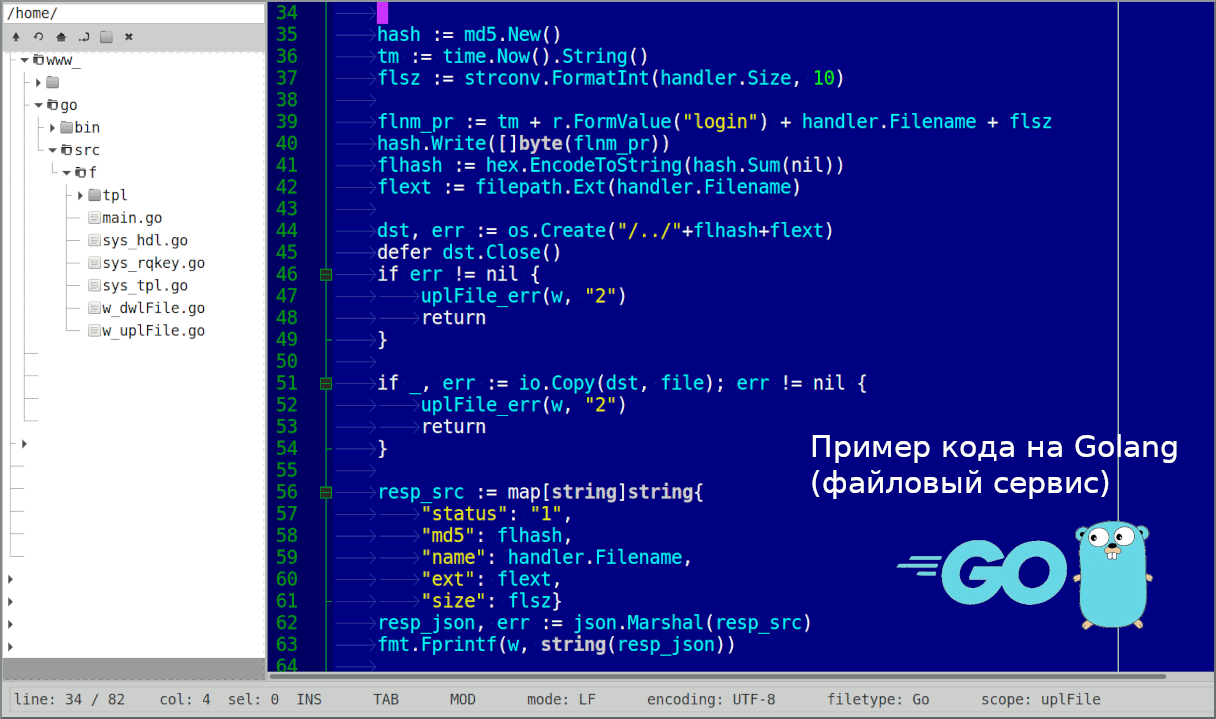 /home/
www_
go
bin
src
f
tpl
main.go
sys_hdl.go
sys_rqkey.go
sys_tpl.go
w_dwlFile.go
w_uplFile.go
34
35 hash := md5.New()
36 tm := time.Now().String()
37 flsz := strconv.FormatInt(handler.Size, 10)
38
39 flnm_pr := tm + r.FormValue("login") + handler.Filename + flsz
40 hash.Write([]byte(flnm_pr))
41 flhash := hex.EncodeToString(hash.Sum(nil))
42 flext := filepath.Ext(handler.Filename)
43
44 dst, err := os.Create("/../"+flhash+flext)
45 defer dst.Close()
46 if err != nil {
47 uplFile_err(w, "2")
48 return
49 }
50
51 if _, err := io.Copy(dst, file); err != nil {
52 uplFile_err(w, "2")
53 return
54 }
55
56 resp_src := map[string]string{
57 "status": "1",
58 "md5": flhash,
59 "name": handler.Filename,
60 "ext": flext,
61 "size": flsz}
62 resp_json, err := json.Marshal(resp_src)
63 fmt.Fprintf(w, string(resp_json))
64
Пример кода на Golang
(файловый сервис)
GO
line: 34 / 82 col: 4 sel: 0 INS TAB MOD mode: LF encoding: UTF-8 filetype: Go scope: uplFile